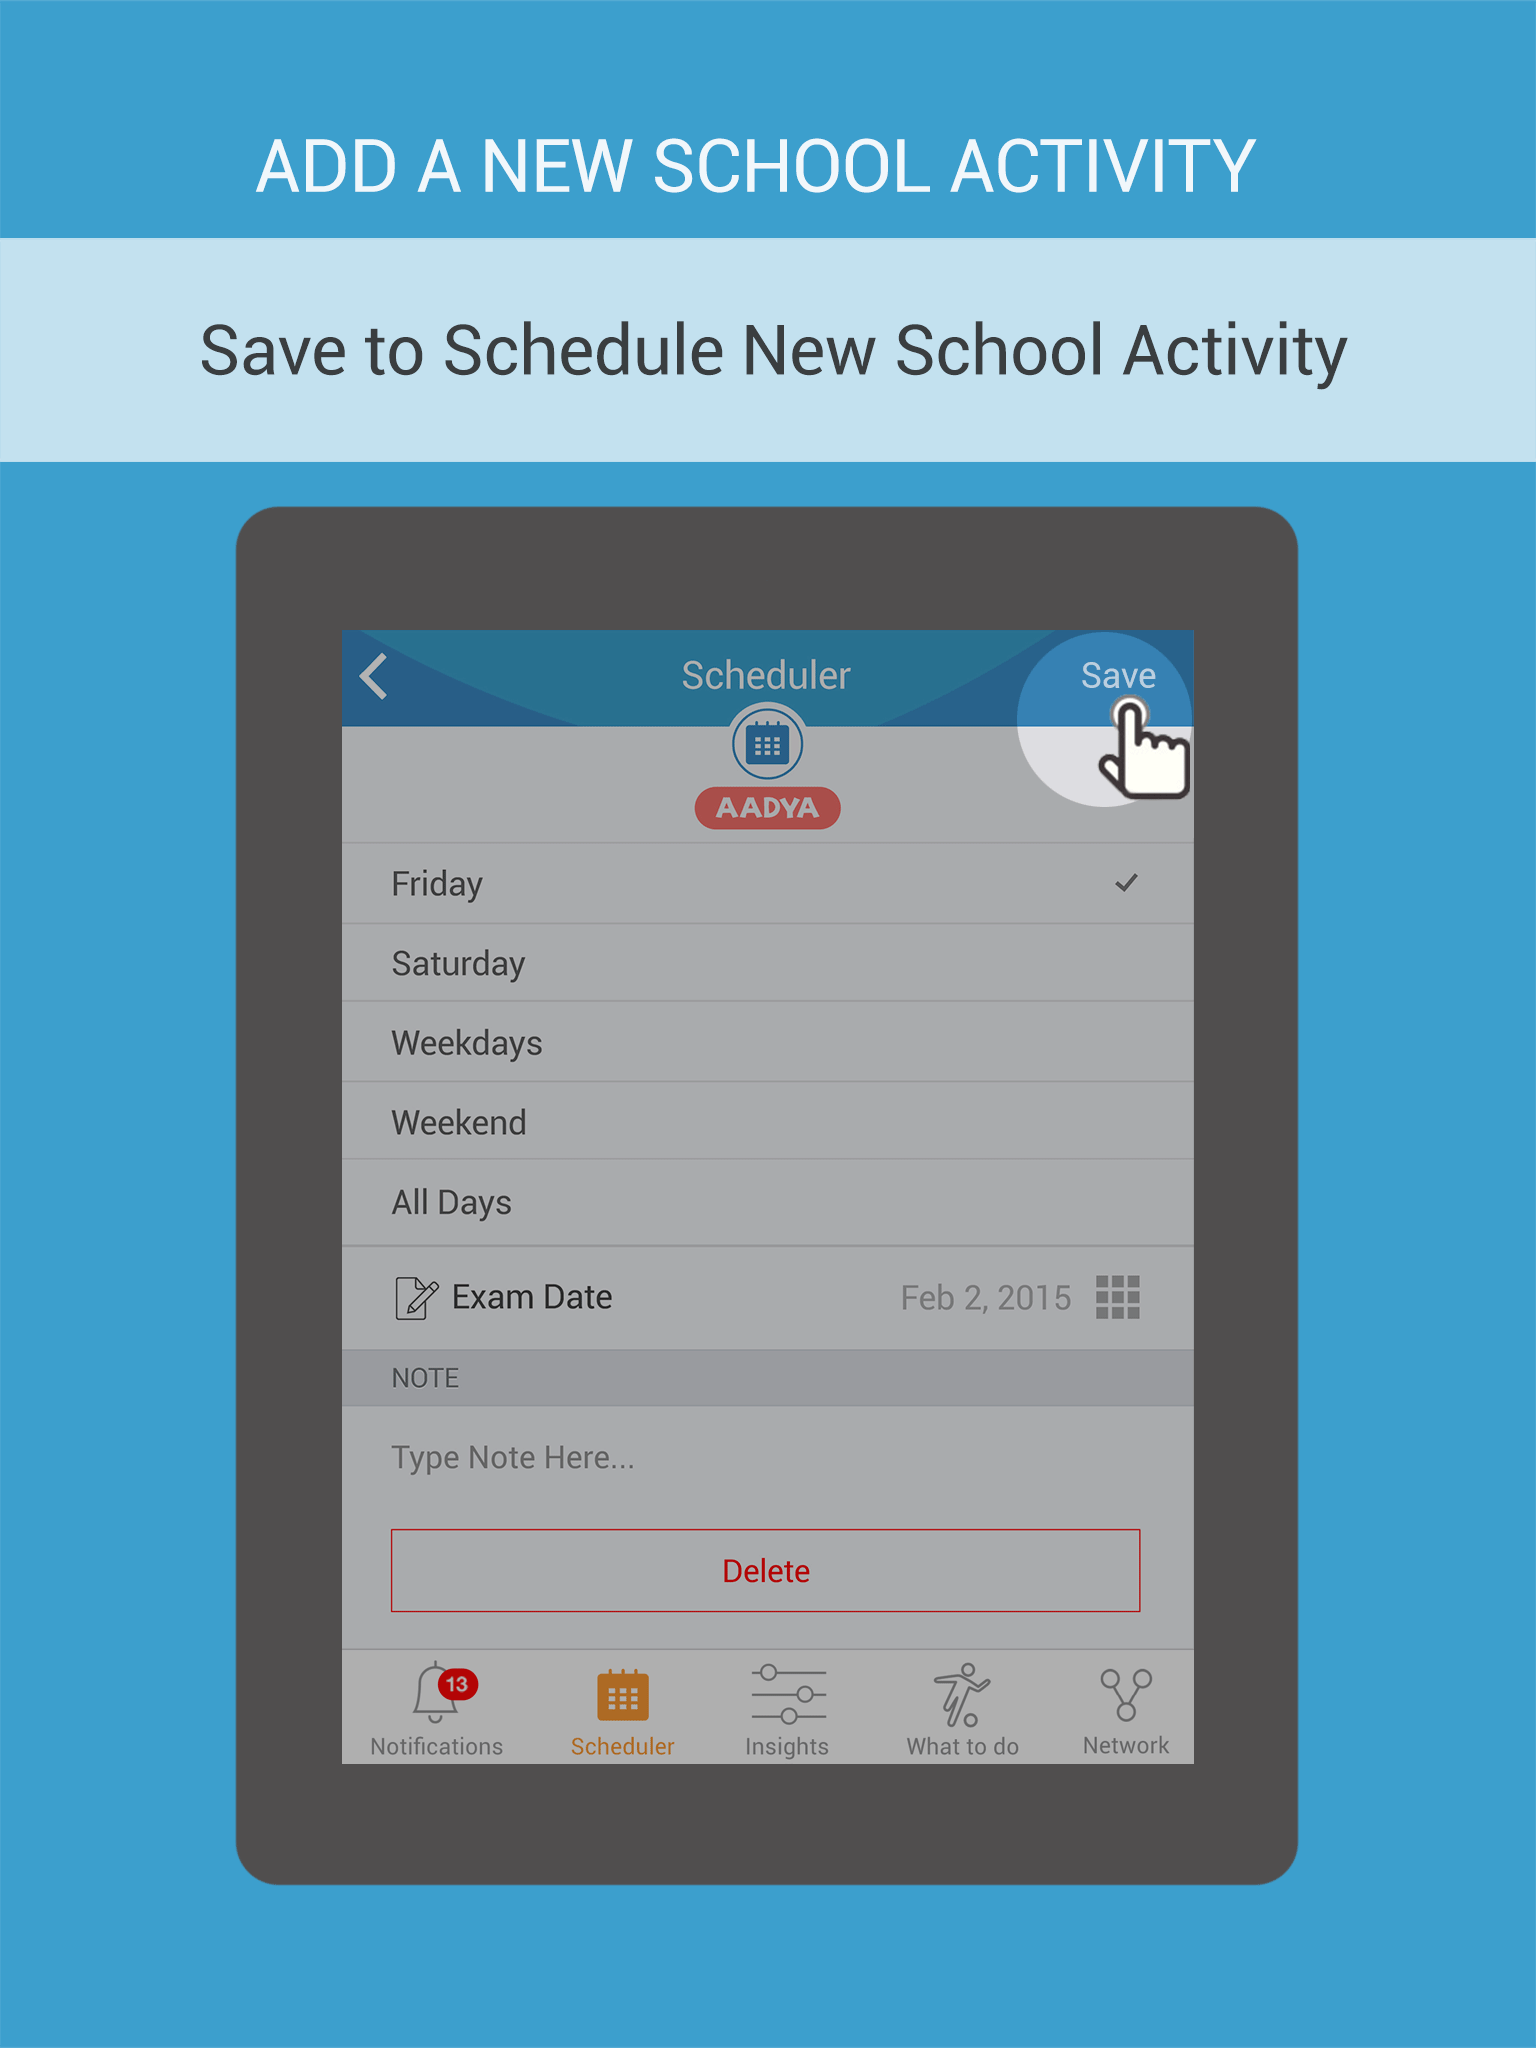 ADD A NEW SCHOOL ACTIVITY
Save to Schedule New School Activity
Scheduler
Save
AADYA
Friday
Saturday
Weekdays
Weekend
All Days
Exam Date
Feb 2, 2015
NOTE
Type Note Here...
Delete
13
Notifications
Scheduler
Insights
What to do
Network